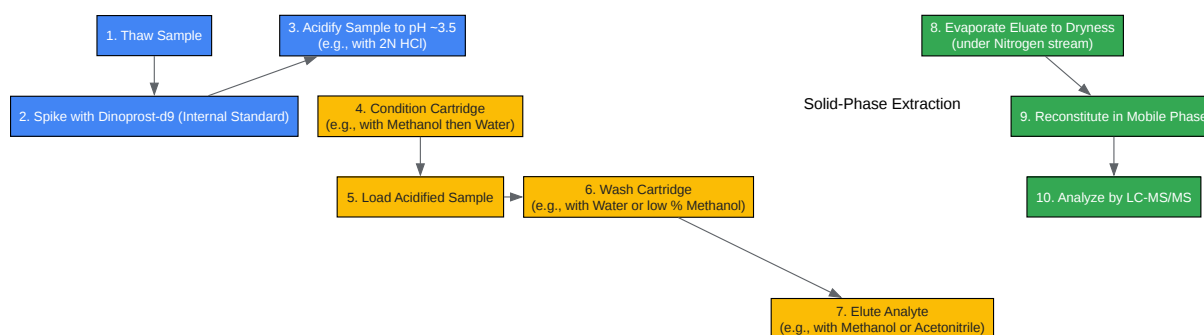 1. Thaw Sample
2. Spike with Dinoprost-d9 (Internal Standard)
3. Acidify Sample to pH ~3.5
(e.g., with 2N HCl)
4. Condition Cartridge
(e.g., with Methanol then Water)
5. Load Acidified Sample
6. Wash Cartridge
(e.g., with Water or low % Methanol)
7. Elute Analyte
(e.g., with Methanol or Acetonitrile)
Solid-Phase Extraction
8. Evaporate Eluate to Dryness
(under Nitrogen stream)
9. Reconstitute in Mobile Phase
10. Analyze by LC-MS/MS